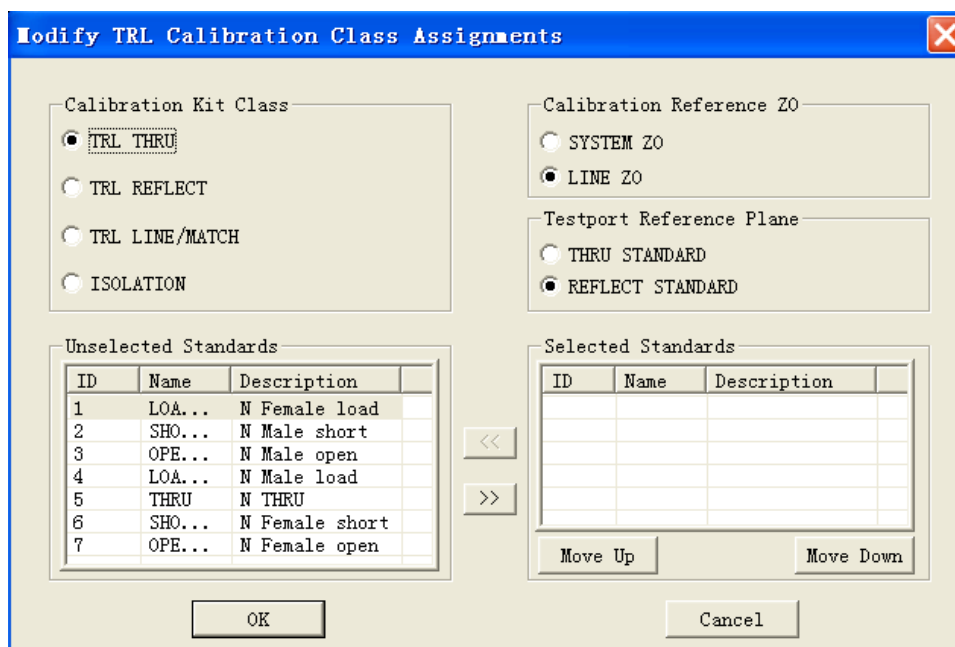 Modify TRL Calibration Class Assignments
Calibration Kit Class
TRL THRU
TRL REFLECT
TRL LINE/MATCH
ISOLATION
Calibration Reference ZO
SYSTEM ZO
LINE ZO
Testport Reference Plane
THRU STANDARD
REFLECT STANDARD
Unselected Standards
ID Name Description
1 LOA... N Female load
2 SHO... N Male short
3 OPE... N Male open
4 LOA... N Male load
5 THRU N THRU
6 SHO... N Female short
7 OPE... N Female open
<<
>>
Selected Standards
ID Name Description
Move Up Move Down
OK Cancel